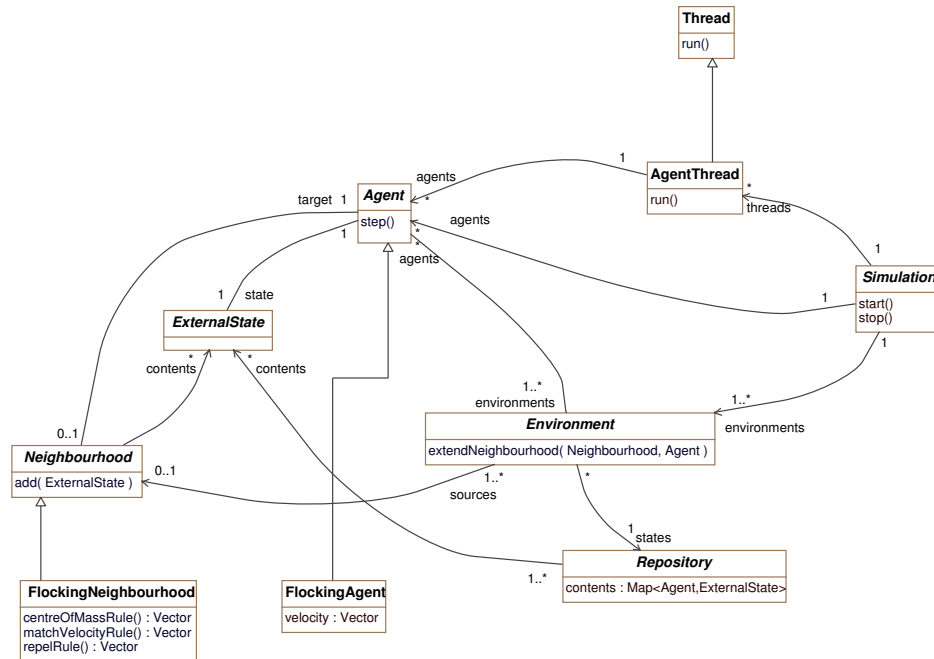 Thread
run()
agents
1
AgentThread
run()
*
threads
Agent
step()
*
target 1
1
agents
*
*
agents
1
Simulation
start()
stop()
1
1
1 state
ExternalState
*
contents
*
contents
1..*
environments
1..*
environments
Environment
extendNeighbourhood( Neighbourhood, Agent )
0..1
Neighbourhood
add( ExternalState )
0..1
1..*
sources
*
1
states
Repository
contents : Map<Agent,ExternalState>
1..*
FlockingNeighbourhood
centreOfMassRule() : Vector
matchVelocityRule() : Vector
repelRule() : Vector
FlockingAgent
velocity : Vector